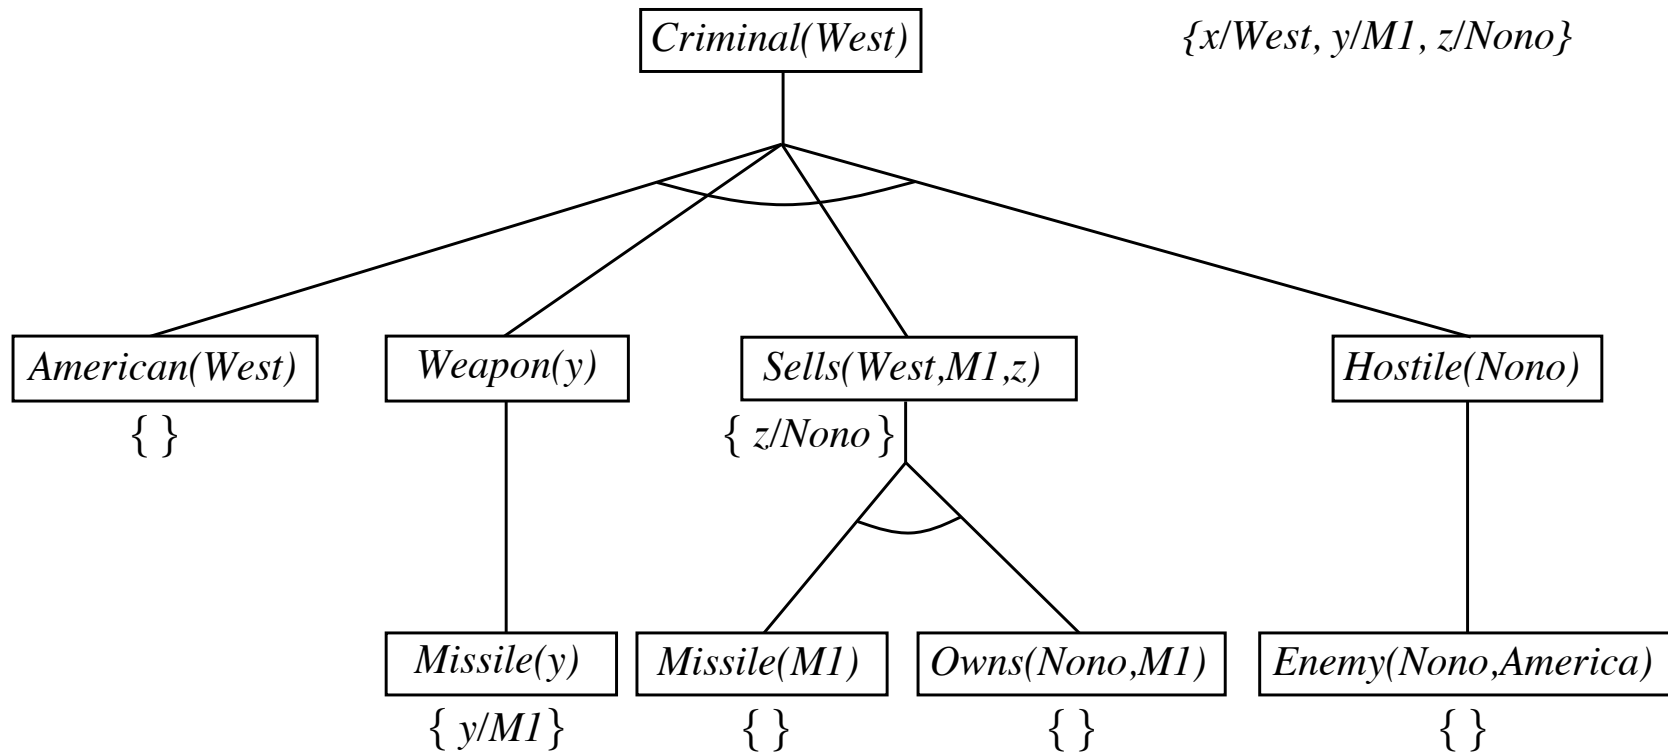 Criminal(West)
{x/West, y/M1, z/Nono}
American(West)
Weapon(y)
Sells(West,M1,z)
Hostile(Nono)
{ }
{ z/Nono }
Missile(y)
Missile(M1)
Owns(Nono,M1)
Enemy(Nono,America)
{ y/M1 }
{ }
{ }
{ }